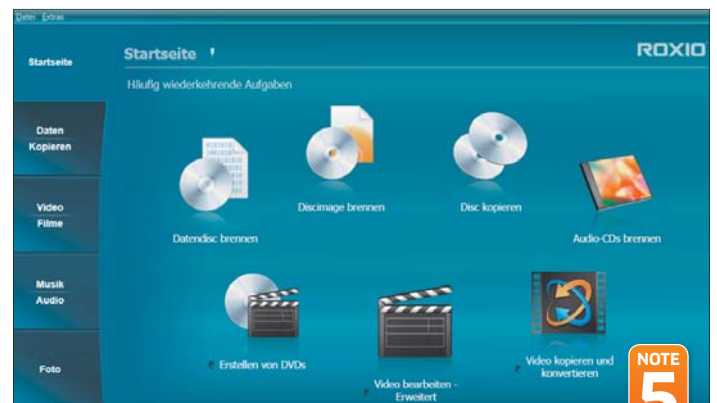 Datei Extras
Startseite
Startseite
ROXIO
Häufig wiederkehrende Aufgaben
Daten
Kopieren
Discimage brennen
Disc kopieren
Video
Filme
Datendisc brennen
Audio-CDs brennen
Musik
Audio
Foto
Erstellen von DVDs
Video bearbeiten -
Erweitert
Video kopieren und
konvertieren
NOTE
5